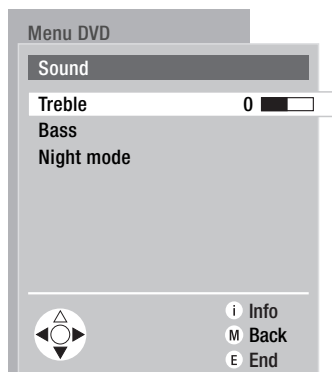 Menu DVD
Sound
Treble 0
Bass
Night mode
i Info
M Back
E End